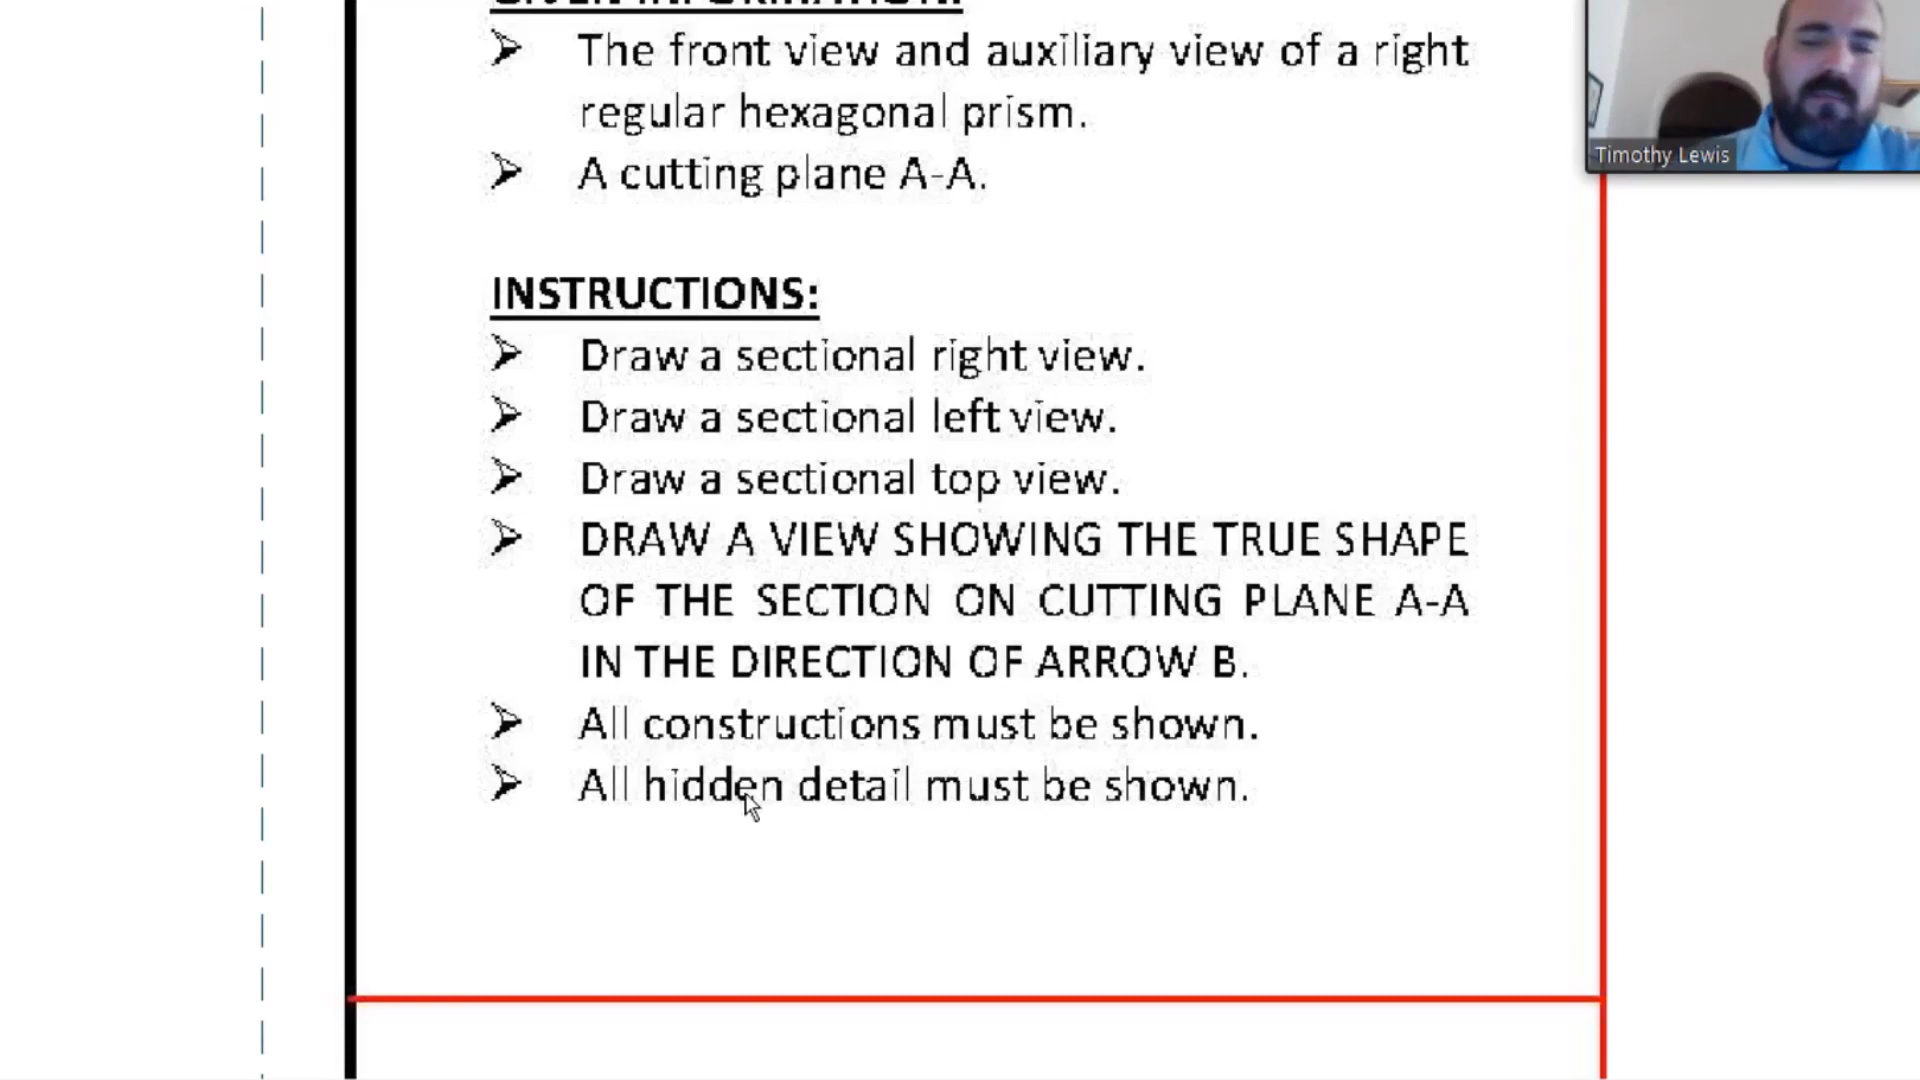 GIVEN INFORMATION:
➢ The front view and auxiliary view of a right
regular hexagonal prism.
➢ A cutting plane A-A.
Timothy Lewis
INSTRUCTIONS:
➢ Draw a sectional right view.
➢ Draw a sectional left view.
➢ Draw a sectional top view.
➢ DRAW A VIEW SHOWING THE TRUE SHAPE
OF THE SECTION ON CUTTING PLANE A-A
IN THE DIRECTION OF ARROW B.
➢ All constructions must be shown.
➢ All hidden detail must be shown.